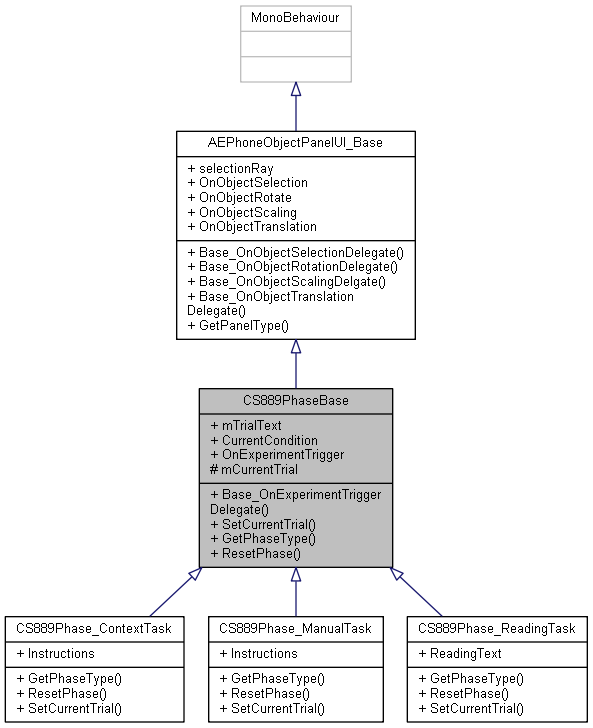 MonoBehaviour
AEPhoneObjectPanelUI_Base
+ selectionRay
+ OnObjectSelection
+ OnObjectRotate
+ OnObjectScaling
+ OnObjectTranslation
+ Base_OnObjectSelectionDelegate()
+ Base_OnObjectRotationDelegate()
+ Base_OnObjectScalingDelgate()
+ Base_OnObjectTranslation
Delegate()
+ GetPanelType()
CS889PhaseBase
+ mTrialText
+ CurrentCondition
+ OnExperimentTrigger
# mCurrentTrial
+ Base_OnExperimentTrigger
Delegate()
+ SetCurrentTrial()
+ GetPhaseType()
+ ResetPhase()
CS889Phase_ContextTask
+ Instructions
+ GetPhaseType()
+ ResetPhase()
+ SetCurrentTrial()
CS889Phase_ManualTask
+ Instructions
+ GetPhaseType()
+ ResetPhase()
+ SetCurrentTrial()
CS889Phase_ReadingTask
+ ReadingText
+ GetPhaseType()
+ ResetPhase()
+ SetCurrentTrial()